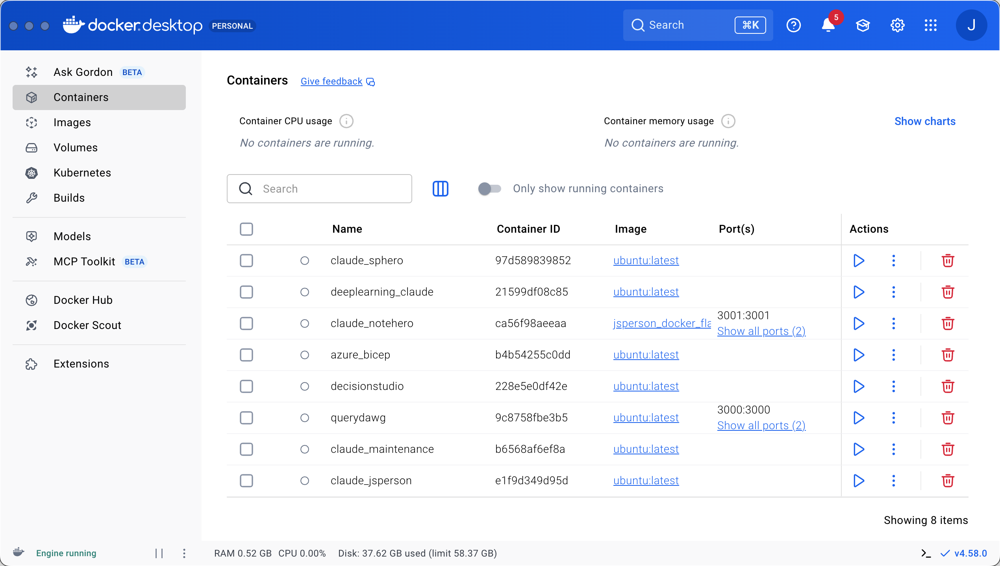 docker desktop PERSONAL
Search ⌘K
5
J
Ask Gordon BETA
Containers
Images
Volumes
Kubernetes
Builds
Models
MCP Toolkit BETA
Docker Hub
Docker Scout
Extensions
Containers Give feedback
Container CPU usage
No containers are running.
Container memory usage
No containers are running.
Show charts
Search
Only show running containers
Name Container ID Image Port(s) Actions
claude_sphero 97d589839852 ubuntu:latest
deeplearning_claude 21599df08c85 ubuntu:latest
claude_notehero ca56f98aeeaa jsperson_docker_fla 3001:3001
Show all ports (2)
azure_bicep b4b54255c0dd ubuntu:latest
decisionstudio 228e5e0df42e ubuntu:latest
querydawg 9c8758fbe3b5 ubuntu:latest 3000:3000
Show all ports (2)
claude_maintenance b6568af6ef8a ubuntu:latest
claude_jsperson e1f9d349d95d ubuntu:latest
Showing 8 items
Engine running
RAM 0.52 GB CPU 0.00% Disk: 37.62 GB used (limit 58.37 GB)
v4.58.0